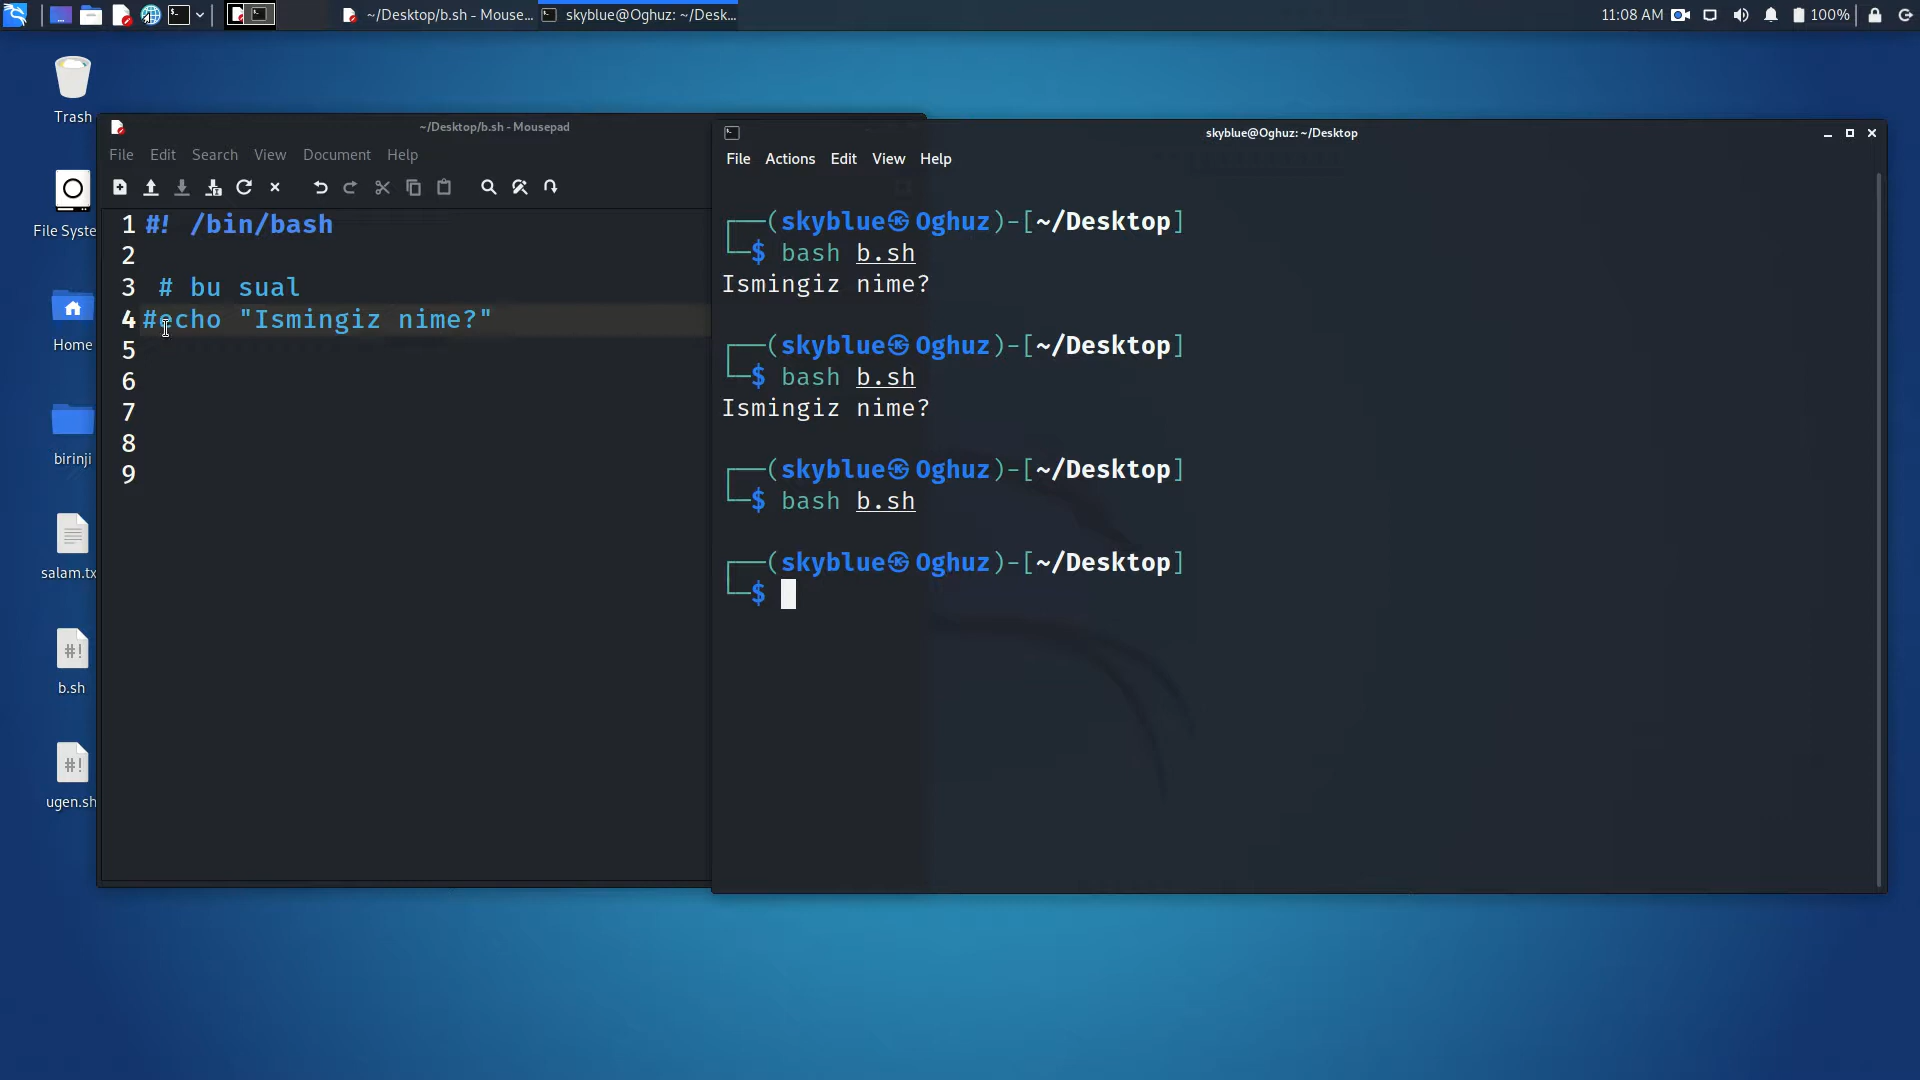 ~/Desktop/b.sh - Mouse...
skyblue@Oghuz: ~/Desk...
11:08 AM
100%
Trash
File Syste
Home
birinji
salam.tx
#!
b.sh
#!
ugen.sh
~/Desktop/b.sh - Mousepad
File Edit Search View Document Help
1 #! /bin/bash
2
3 # bu sual
4 #echo "Ismingiz nime?"
5
6
7
8
9
skyblue@Oghuz: ~/Desktop
File Actions Edit View Help
┌──(skyblue㉿Oghuz)-[~/Desktop]
└─$ bash b.sh
Ismingiz nime?
┌──(skyblue㉿Oghuz)-[~/Desktop]
└─$ bash b.sh
Ismingiz nime?
┌──(skyblue㉿Oghuz)-[~/Desktop]
└─$ bash b.sh
┌──(skyblue㉿Oghuz)-[~/Desktop]
└─$